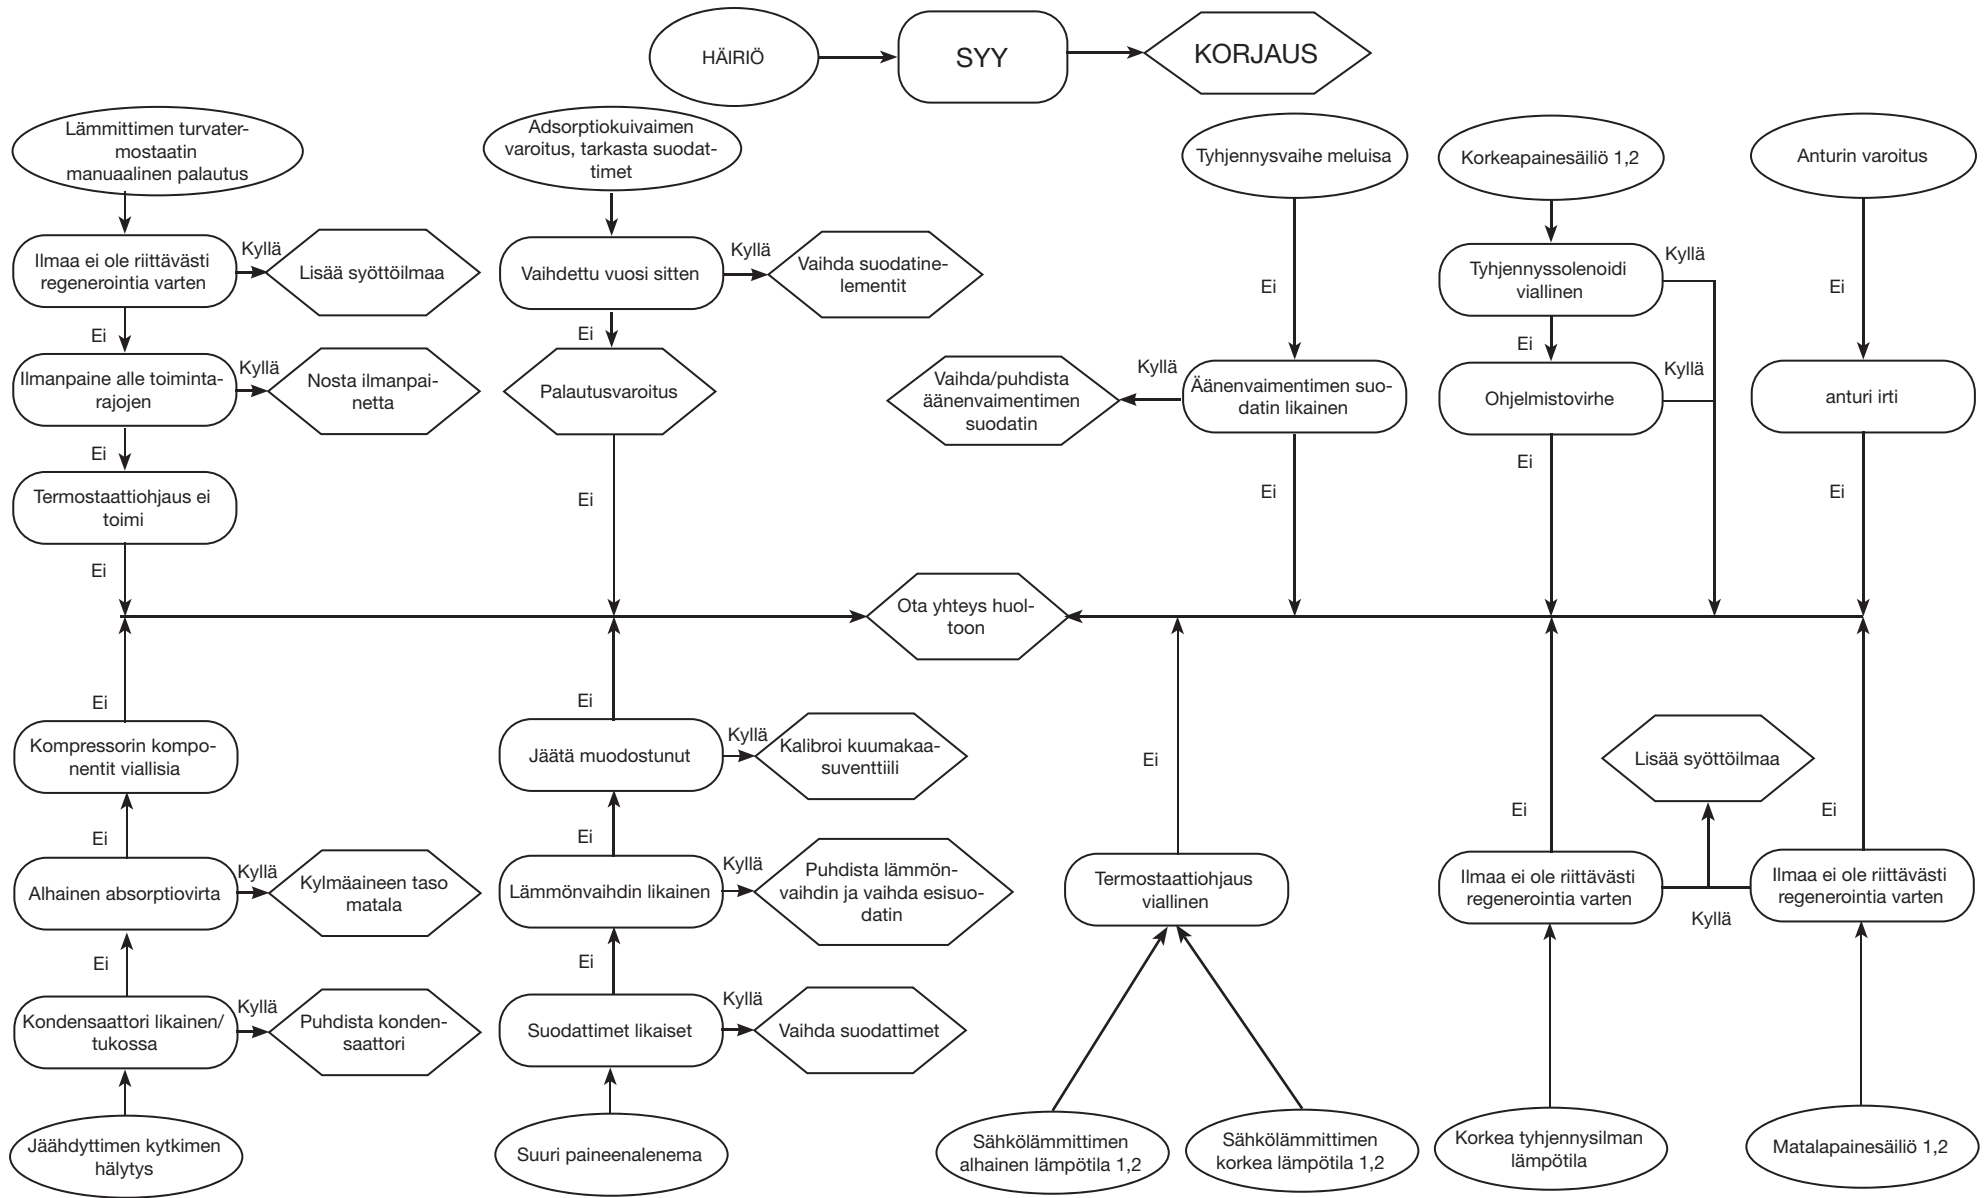 HÄIRIÖ
SYY
KORJAUS
Lämmittimen turvater-
mostaatin
manuaalinen palautus
Ilmaa ei ole riittävästi
regenerointia varten
Kyllä
Lisää syöttöilmaa
Ei
Ilmanpaine alle toiminta-
rajojen
Kyllä
Nosta ilmanpai-
netta
Ei
Termostaattiohjaus ei
toimi
Ei
Adsorptiokuivaimen
varoitus, tarkasta suodat-
timet
Vaihdettu vuosi sitten
Kyllä
Vaihda suodatine-
lementit
Ei
Palautusvaroitus
Ei
Tyhjennysvaihe meluisa
Ei
Kyllä
Vaihda/puhdista
äänenvaimentimen
suodatin
Äänenvaimentimen suo-
datin likainen
Ei
Korkeapainesäiliö 1,2
Tyhjennyssolenoidi
viallinen
Kyllä
Ei
Ohjelmistovirhe
Kyllä
Ei
Anturin varoitus
Ei
anturi irti
Ei
Ota yhteys huol-
toon
Ei
Kompressorin kompo-
nentit viallisia
Ei
Alhainen absorptiovirta
Kyllä
Kylmäaineen taso
matala
Ei
Kondensaattori likainen/
tukossa
Kyllä
Puhdista konden-
saattori
Jäähdyttimen kytkimen
hälytys
Ei
Jäätä muodostunut
Kyllä
Kalibroi kuumakaa-
suventtiili
Ei
Lämmönvaihdin likainen
Kyllä
Puhdista lämmön-
vaihdin ja vaihda esisuo-
datin
Ei
Suodattimet likaiset
Kyllä
Vaihda suodattimet
Suuri paineenalenema
Ei
Termostaattiohjaus
viallinen
Sähkölämmittimen
alhainen lämpötila 1,2
Sähkölämmittimen
korkea lämpötila 1,2
Ei
Ilmaa ei ole riittävästi
regenerointia varten
Korkea tyhjennysilman
lämpötila
Lisää syöttöilmaa
Kyllä
Ei
Ilmaa ei ole riittävästi
regenerointia varten
Matalapainesäiliö 1,2